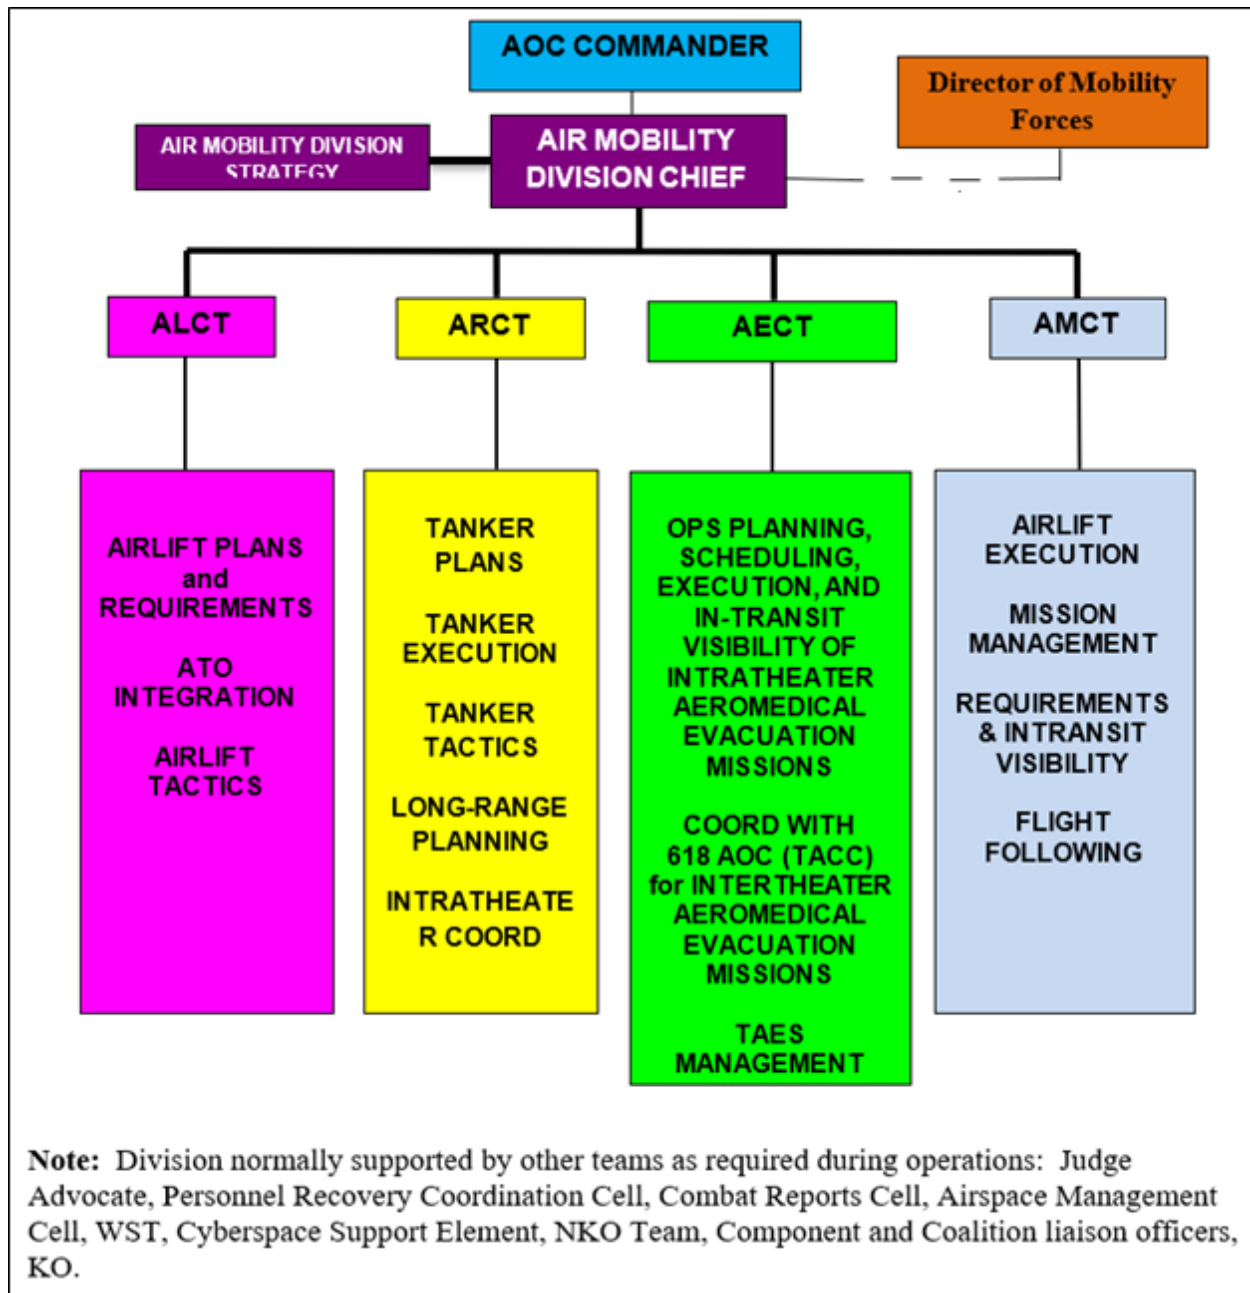 AOC COMMANDER
Director of Mobility
Forces
AIR MOBILITY DIVISION
STRATEGY
AIR MOBILITY
DIVISION CHIEF
ALCT
ARCT
AECT
AMCT
AIRLIFT PLANS
and
REQUIREMENTS
ATO
INTEGRATION
AIRLIFT
TACTICS
TANKER
PLANS
TANKER
EXECUTION
TANKER
TACTICS
LONG-RANGE
PLANNING
INTRATHEATE
R COORD
OPS PLANNING,
SCHEDULING,
EXECUTION, AND
IN-TRANSIT
VISIBILITY OF
INTRATHEATER
AEROMEDICAL
EVACUATION
MISSIONS
COORD WITH
618 AOC (TACC)
for INTERTHEATER
AEROMEDICAL
EVACUATION
MISSIONS
TAES
MANAGEMENT
AIRLIFT
EXECUTION
MISSION
MANAGEMENT
REQUIREMENTS
& INTRANSIT
VISIBILITY
FLIGHT
FOLLOWING
Note: Division normally supported by other teams as required during operations: Judge
Advocate, Personnel Recovery Coordination Cell, Combat Reports Cell, Airspace Management
Cell, WST, Cyberspace Support Element, NKO Team, Component and Coalition liaison officers,
KO.